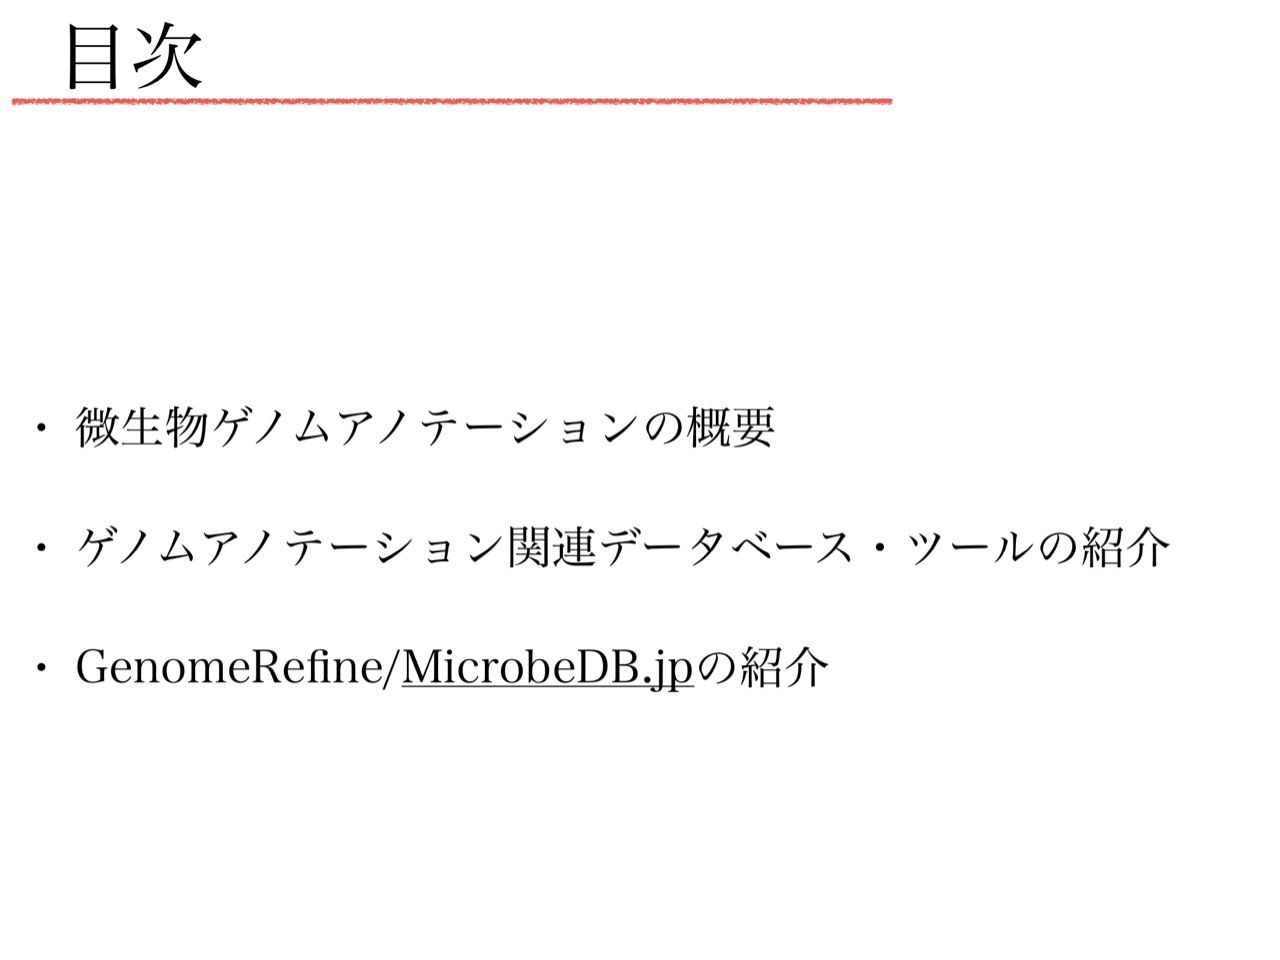 目次
・ 微生物ゲノムアノテーションの概要
・ ゲノムアノテーション関連データベース・ツールの紹介
・ GenomeRefine/MicrobeDB.jpの紹介